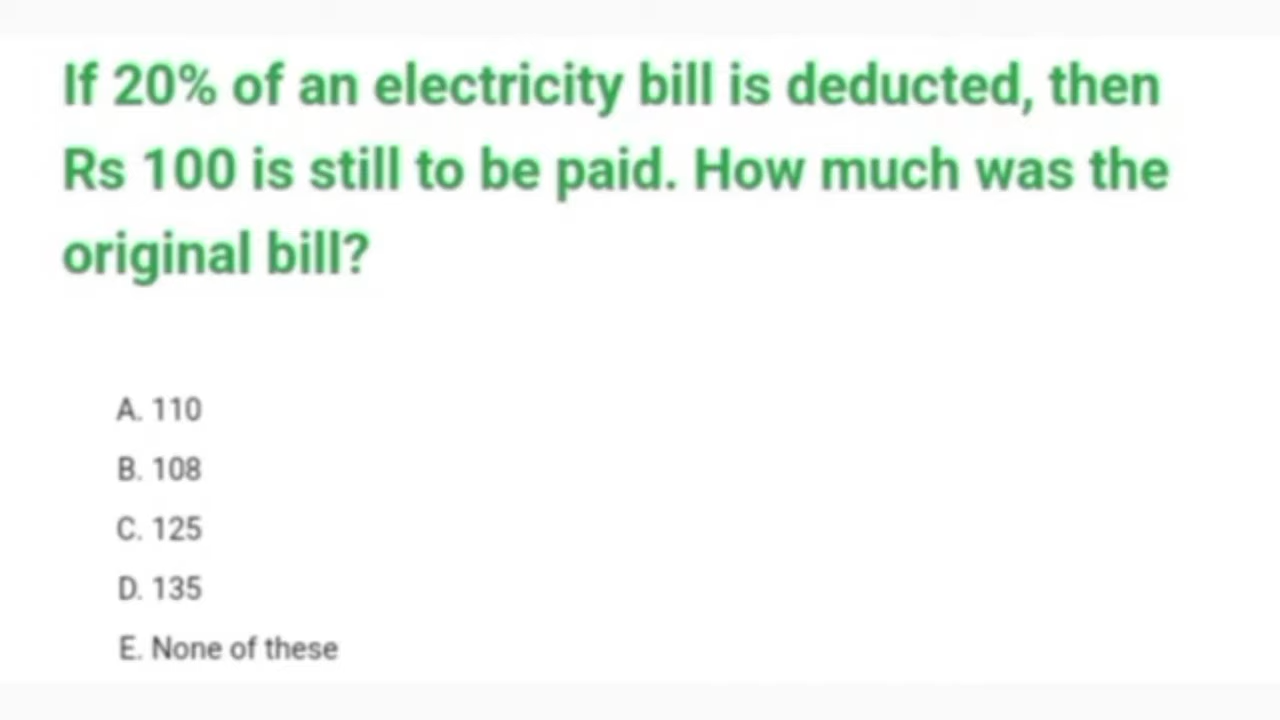 If 20% of an electricity bill is deducted, then
Rs 100 is still to be paid. How much was the
original bill?
A. 110
B. 108
C. 125
D. 135
E. None of these